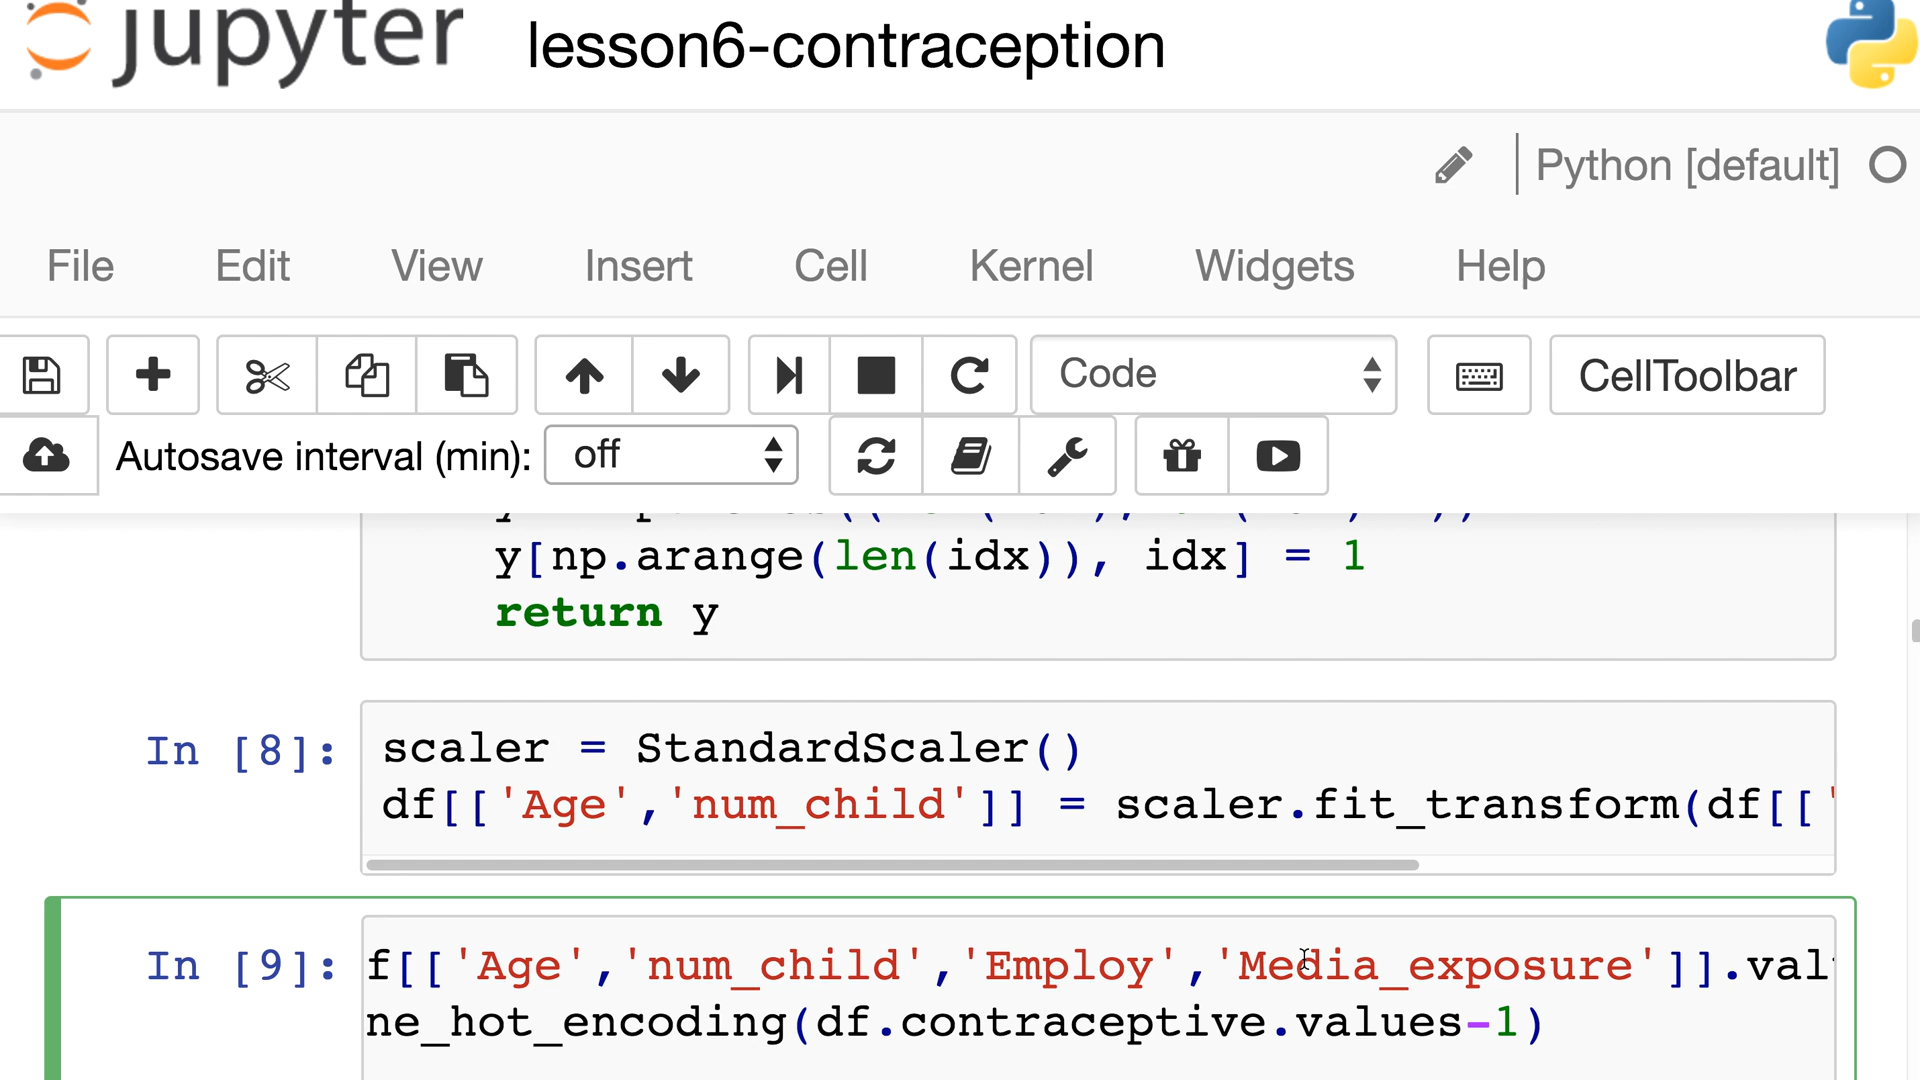 jupyter lesson6-contraception
Python [default]
File Edit View Insert Cell Kernel Widgets Help
Code CellToolbar
Autosave interval (min): off
y[np.arange(len(idx)), idx] = 1
return y
In [8]: scaler = StandardScaler()
df[['Age','num_child']] = scaler.fit_transform(df[['
In [9]: f[['Age','num_child','Employ','Media_exposure']].val
ne_hot_encoding(df.contraceptive.values-1)